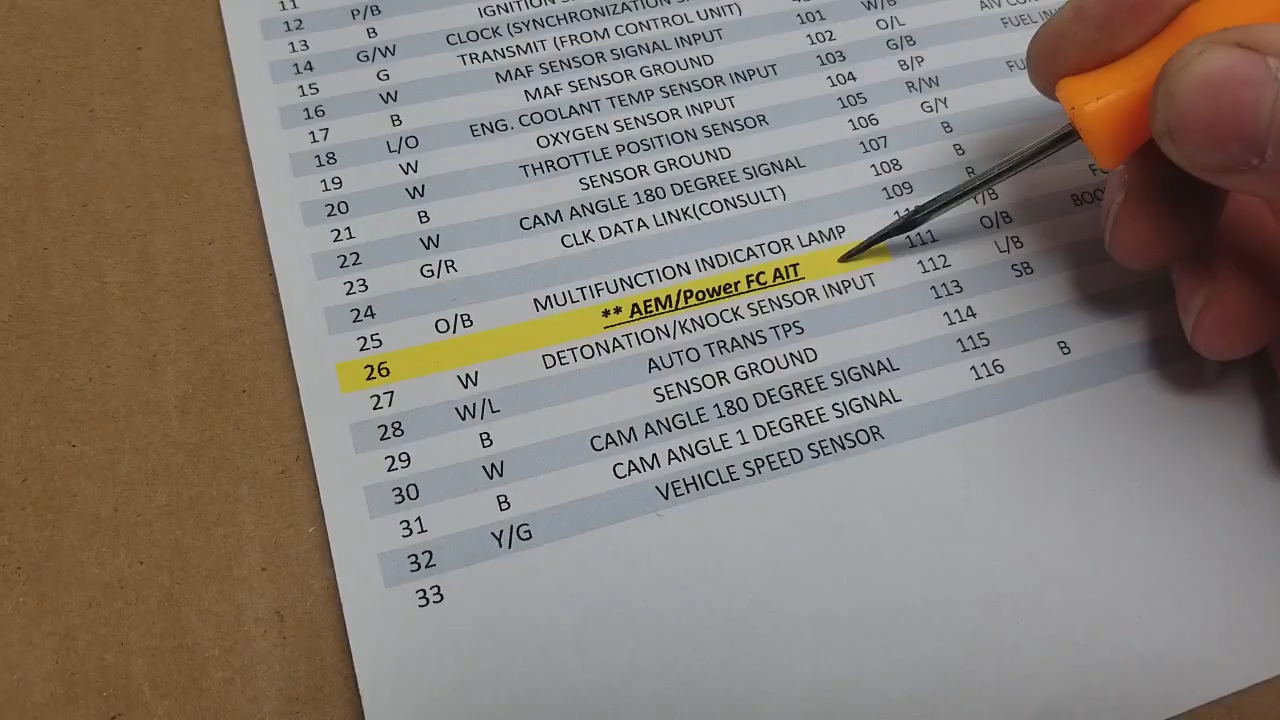 11
12 P/B
13 B IGNITION
14 G/W CLOCK (SYNCHRONIZATION
15 G TRANSMIT (FROM CONTROL UNIT)
16 W MAF SENSOR SIGNAL INPUT 101 W/B
17 B MAF SENSOR GROUND 102 O/L AIV
18 L/O ENG. COOLANT TEMP SENSOR INPUT 103 G/B FUEL
19 W OXYGEN SENSOR INPUT 104 B/P
20 W THROTTLE POSITION SENSOR 105 R/W
21 B SENSOR GROUND 106 G/Y
22 W CAM ANGLE 180 DEGREE SIGNAL 107 B
23 G/R CLK DATA LINK(CONSULT) 108 B
24 109
25 O/B MULTIFUNCTION INDICATOR LAMP
26 ** AEM/Power FC AIT 111 O/B
27 W DETONATION/KNOCK SENSOR INPUT 112 L/B
28 W/L AUTO TRANS TPS 113 SB
29 B SENSOR GROUND 114
30 W CAM ANGLE 180 DEGREE SIGNAL 115
31 B CAM ANGLE 1 DEGREE SIGNAL 116 B
32 Y/G VEHICLE SPEED SENSOR
33